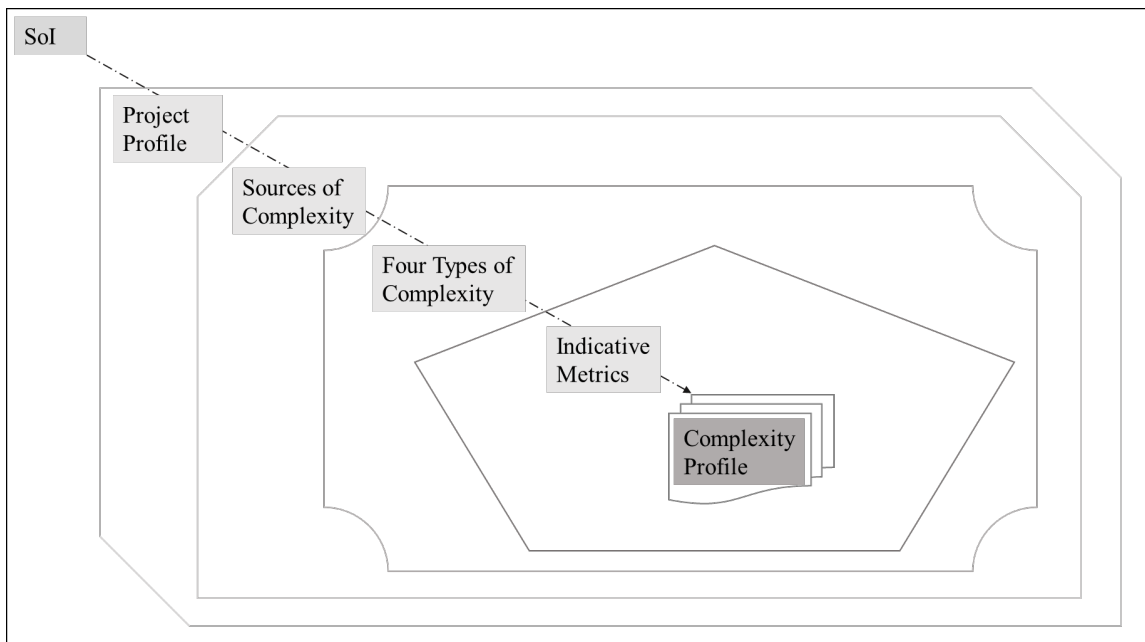 SoI
Project
Profile
Sources of
Complexity
Four Types of
Complexity
Indicative
Metrics
Complexity
Profile